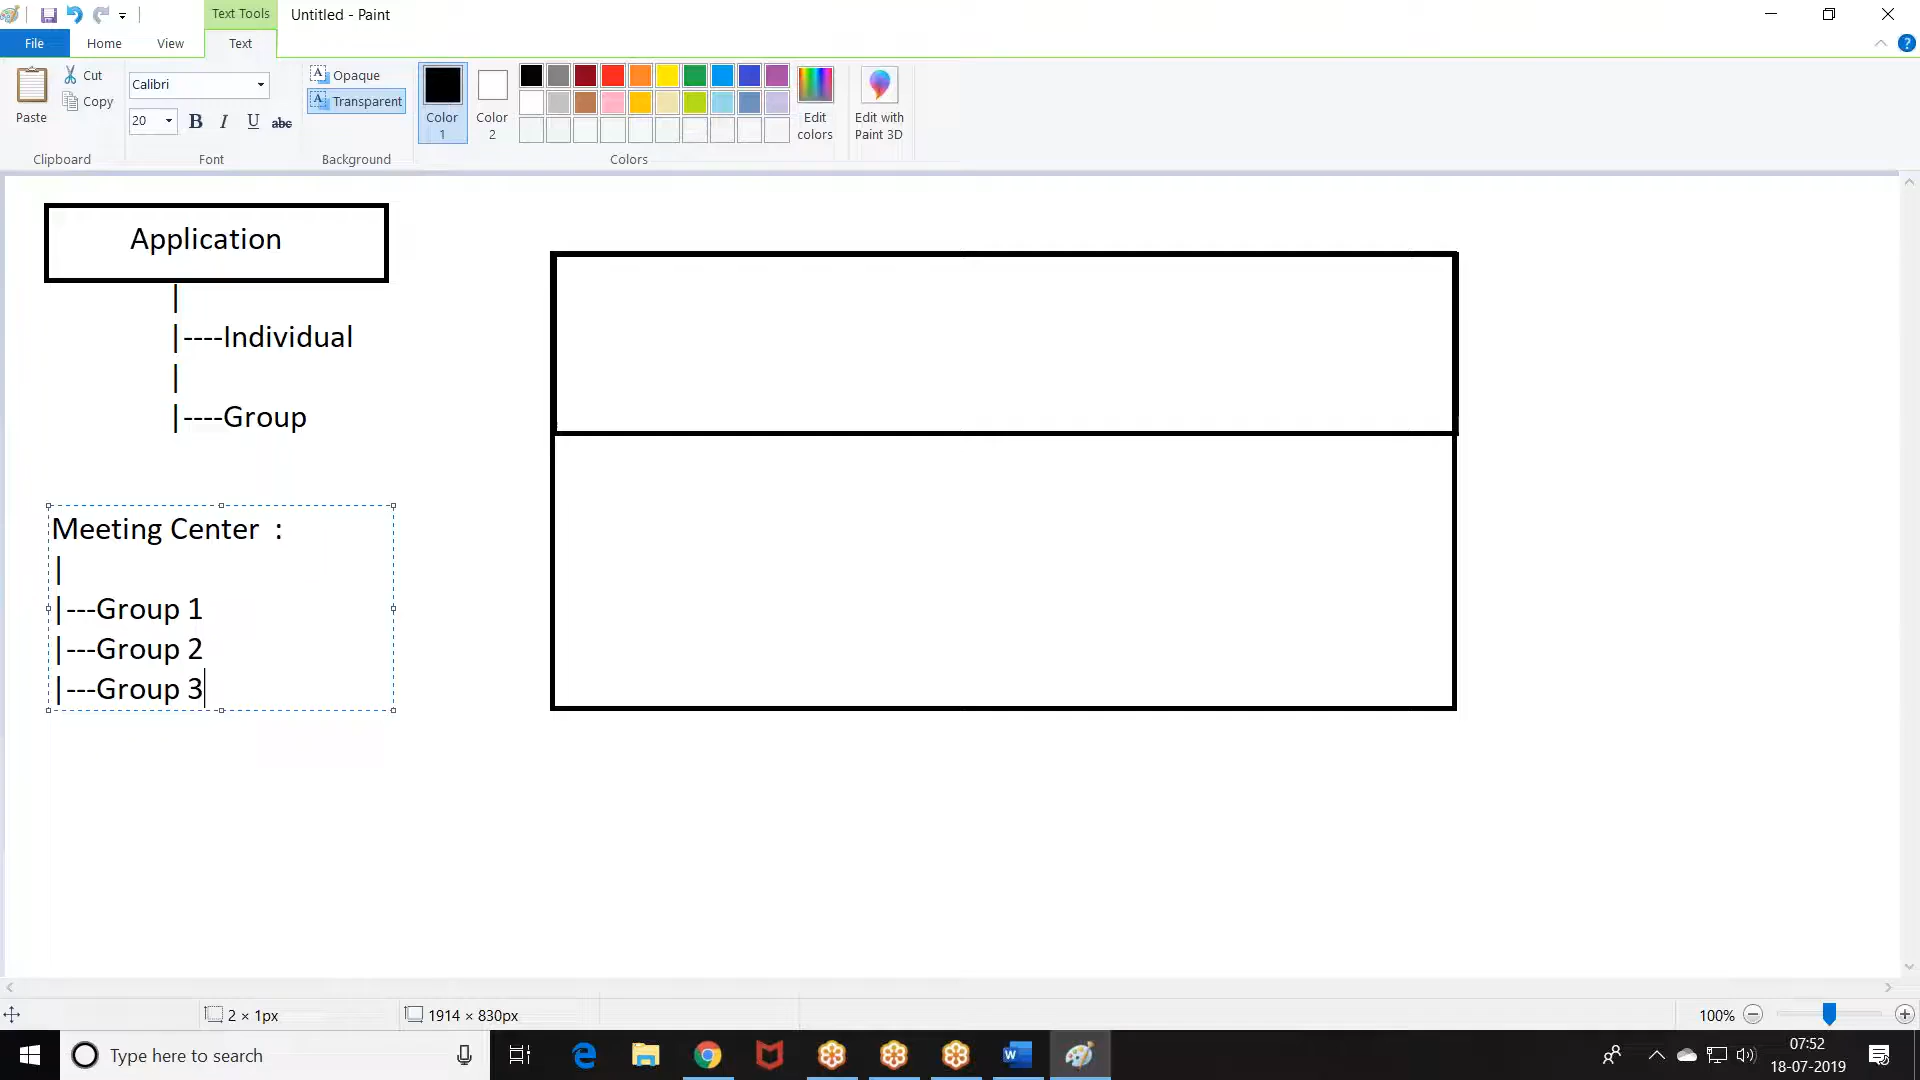 Text Tools
Untitled - Paint
File
Home
View
Text
Paste
Cut
Copy
Clipboard
Calibri
20
B I U abc
Font
Opaque
Transparent
Background
Color 1
Color 2
Colors
Edit colors
Edit with Paint 3D
Application
|
|----Individual
|
|----Group
Meeting Center :
|
|---Group 1
|---Group 2
|---Group 3
2 × 1px
1914 × 830px
100%
Type here to search
07:52
18-07-2019